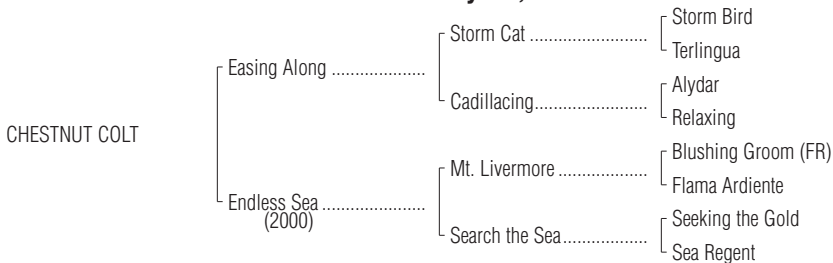 Storm Bird
Storm Cat ....................
Terlingua
Easing Along ....................
Alydar
Cadillacing........................
Relaxing
CHESTNUT COLT
Blushing Groom (FR)
Mt. Livermore ...................
Flama Ardiente
Endless Sea ......................
(2000)
Seeking the Gold
Search the Sea..................
Sea Regent